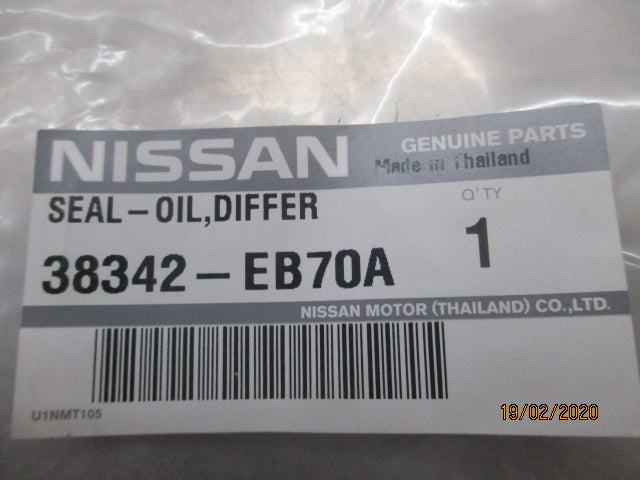 NISSAN
GENUINE PARTS
Made in Thailand
SEAL-OIL,DIFFER
Q'TY
38342-EB70A
1
NISSAN MOTOR (THAILAND) CO.,LTD.
U1NMT105
19/02/2020